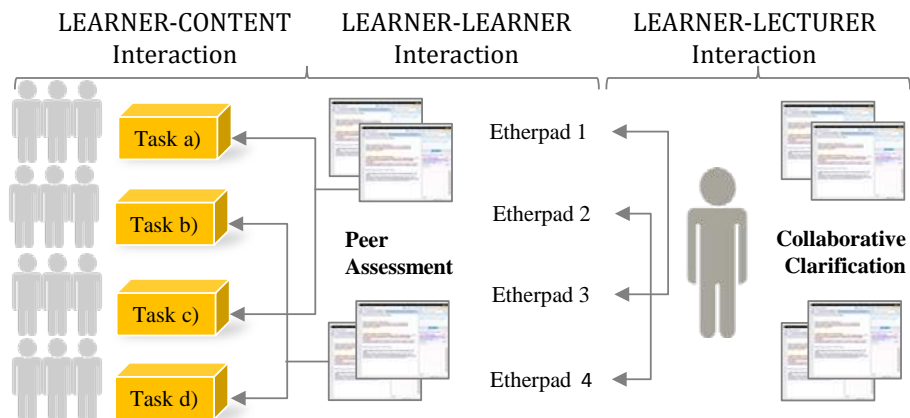 LEARNER-CONTENT
Interaction
LEARNER-LEARNER
Interaction
LEARNER-LECTURER
Interaction
Task a)
Etherpad 1
Task b)
Etherpad 2
Peer
Assessment
Collaborative
Clarification
Task c)
Etherpad 3
Task d)
Etherpad 4